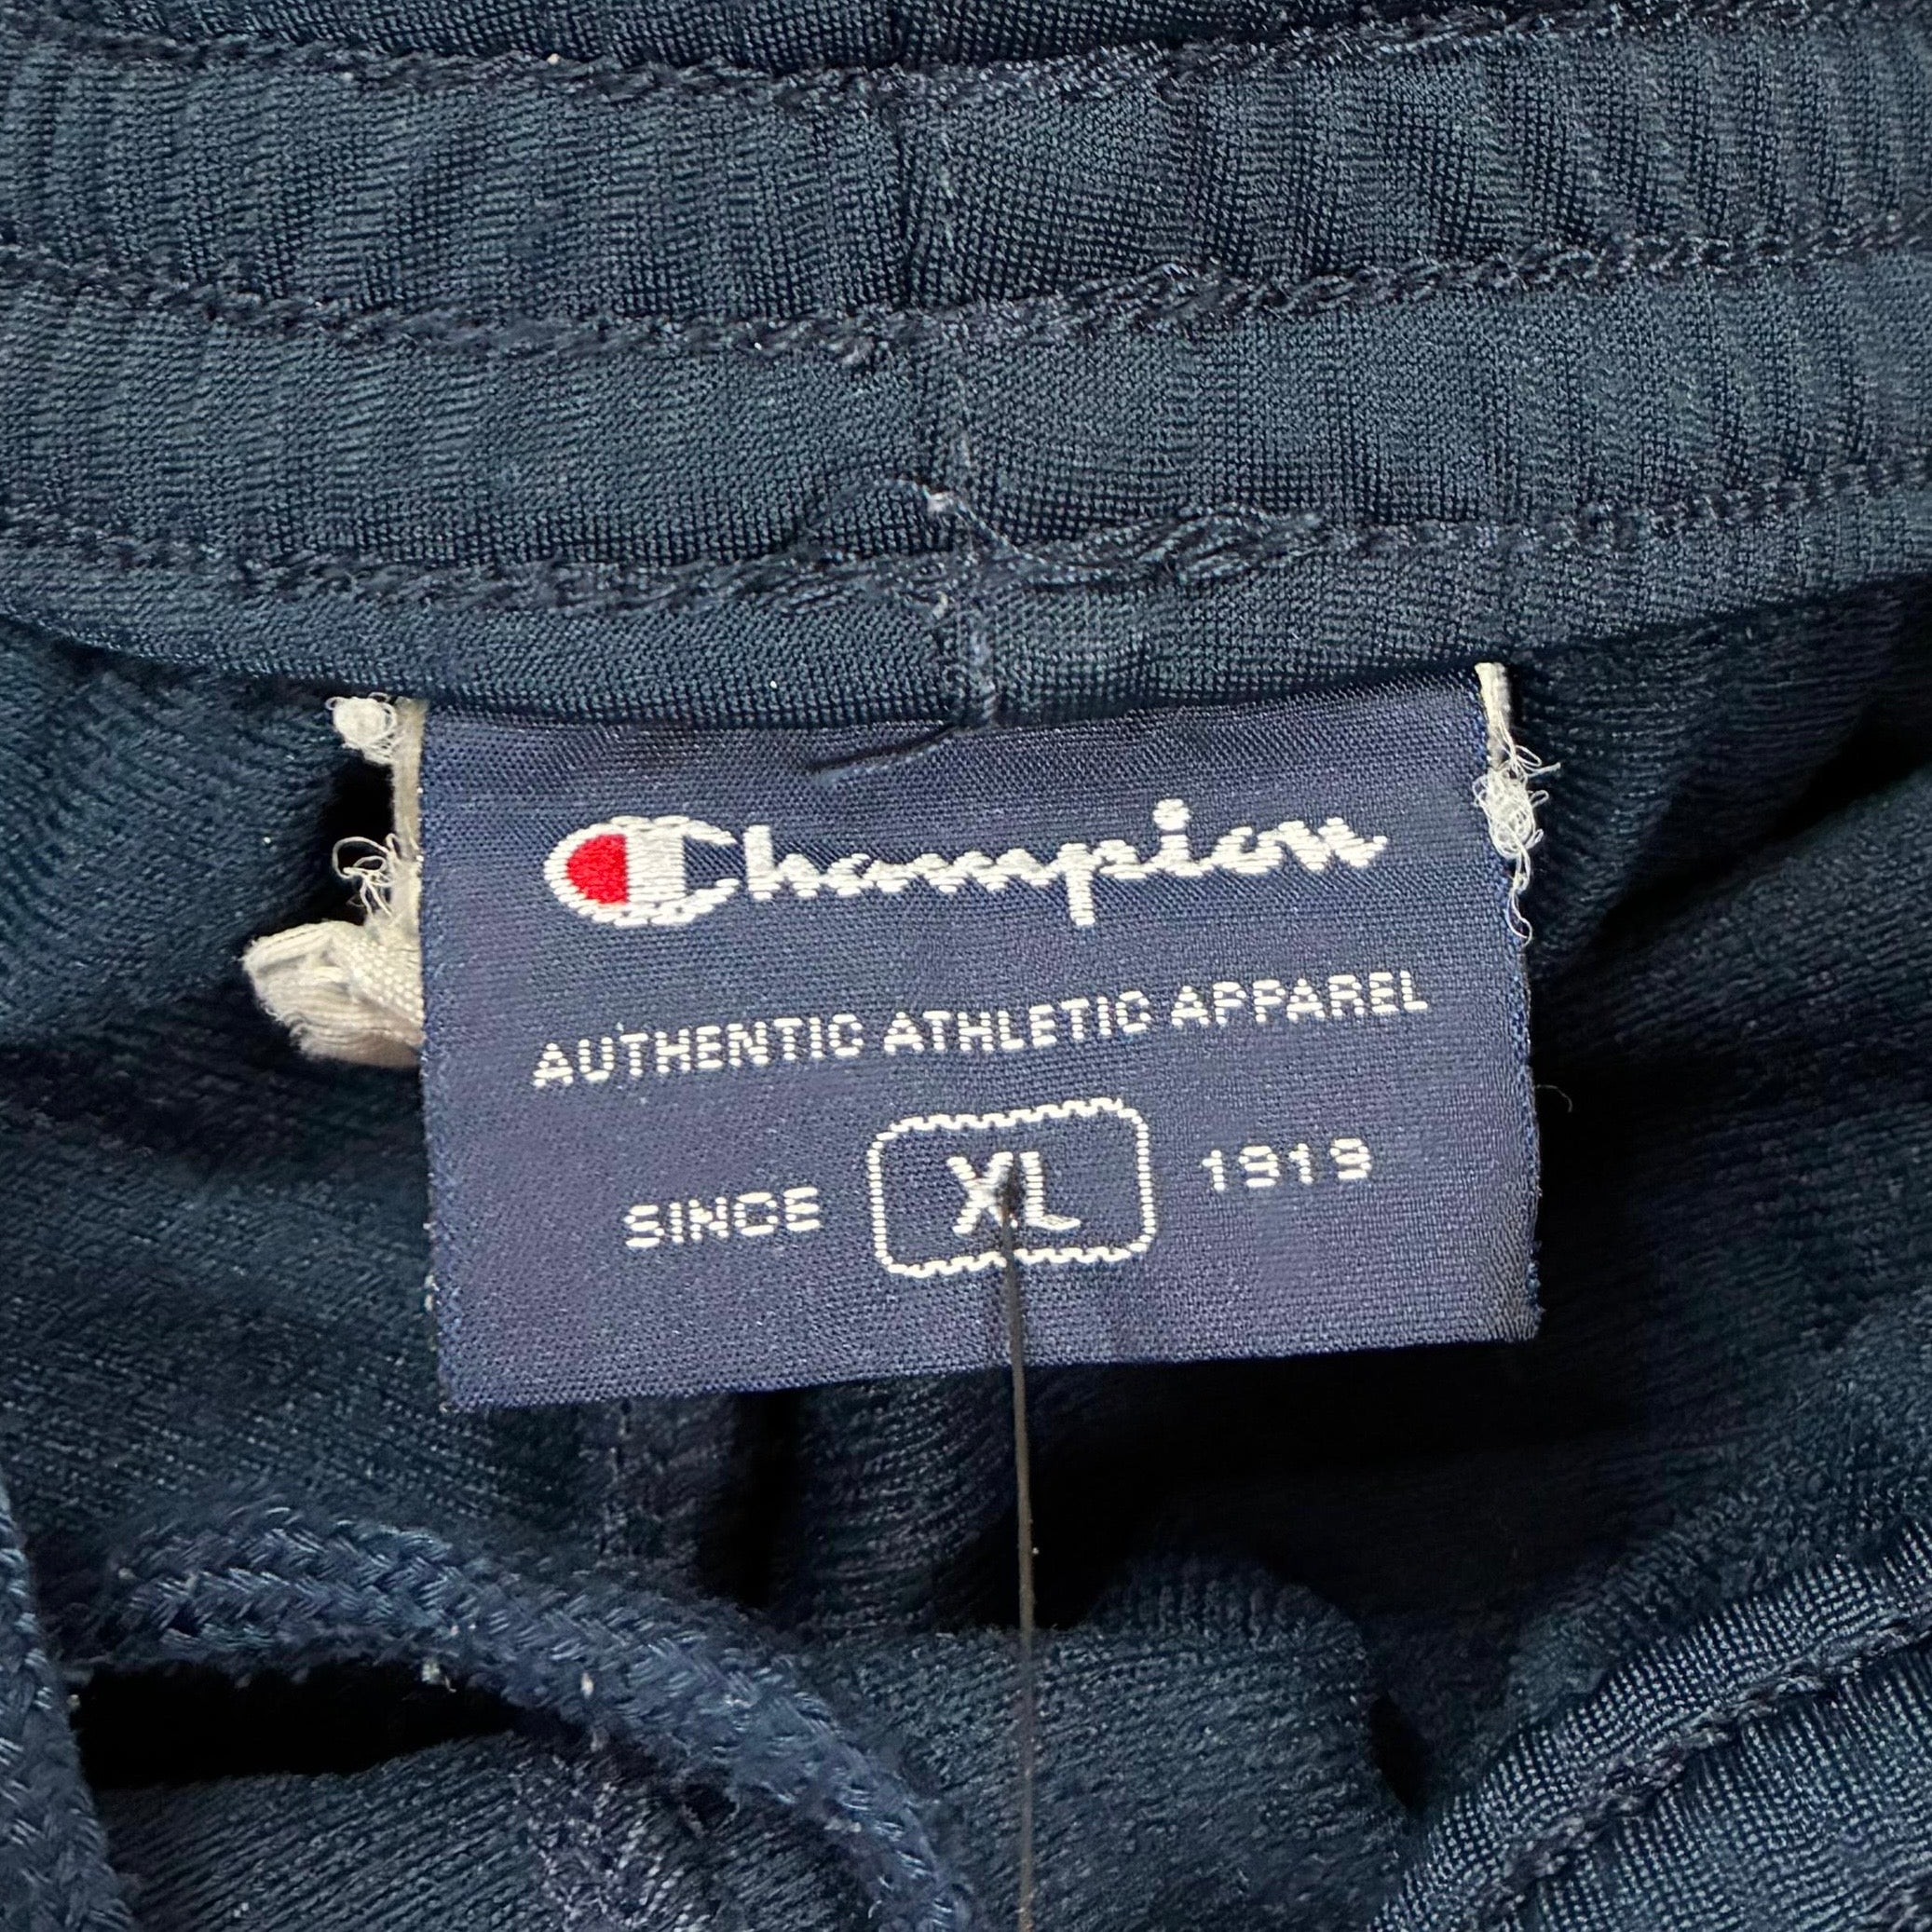 Champion
AUTHENTIC ATHLETIC APPAREL
SINCE XL 1919